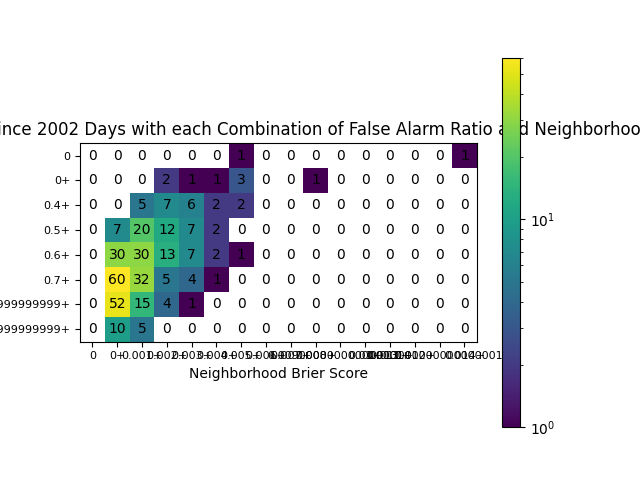 since 2002 Days with each Combination of False Alarm Ratio and Neighborhoo
0 0 0 0 0 0 0 1 0 0 0 0 0 0 0 0 1
0+ 0 0 0 2 1 1 3 0 0 1 0 0 0 0 0 0
0.4+ 0 0 5 7 6 2 2 0 0 0 0 0 0 0 0 0
0.5+ 0 7 20 12 7 2 0 0 0 0 0 0 0 0 0 0
0.6+ 0 30 30 13 7 2 1 0 0 0 0 0 0 0 0 0
0.7+ 0 60 32 5 4 1 0 0 0 0 0 0 0 0 0 0
999999999+ 0 52 15 4 1 0 0 0 0 0 0 0 0 0 0 0
999999999+ 0 10 5 0 0 0 0 0 0 0 0 0 0 0 0 0
0 0+
Neighborhood Brier Score
10^1
10^0